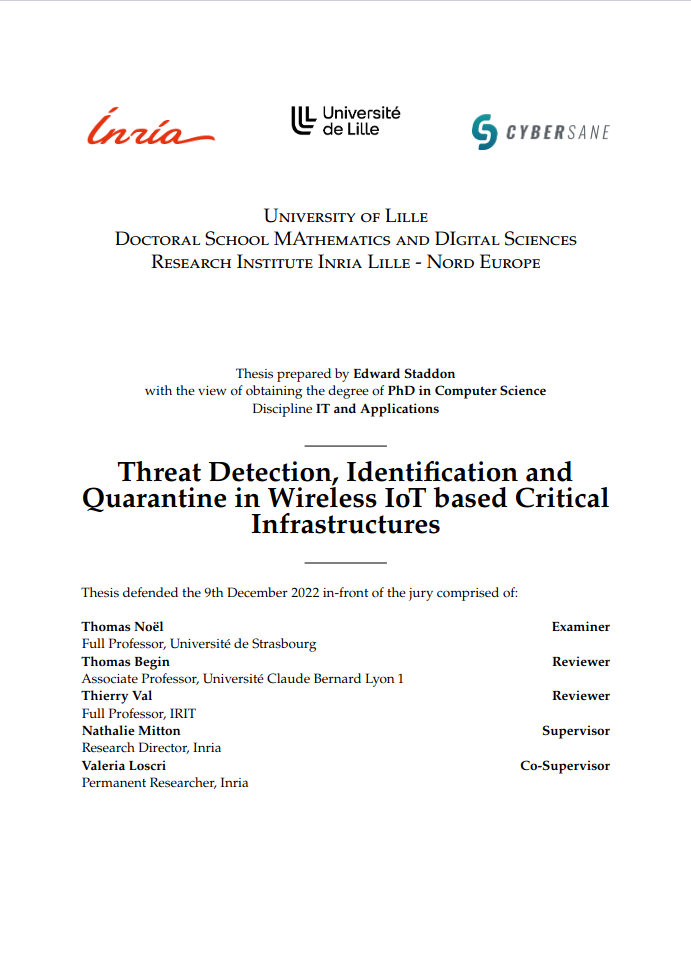 Inria
Université
de Lille
CYBERSANE
University of Lille
Doctoral School MAthematics and DIgital Sciences
Research Institute Inria Lille - Nord Europe
Thesis prepared by Edward Staddon
with the view of obtaining the degree of PhD in Computer Science
Discipline IT and Applications
Threat Detection, Identification and
Quarantine in Wireless IoT based Critical
Infrastructures
Thesis defended the 9th December 2022 in-front of the jury comprised of:
Thomas Noël Examiner
Full Professor, Université de Strasbourg
Thomas Begin Reviewer
Associate Professor, Université Claude Bernard Lyon 1
Thierry Val Reviewer
Full Professor, IRIT
Nathalie Mitton Supervisor
Research Director, Inria
Valeria Loscri Co-Supervisor
Permanent Researcher, Inria